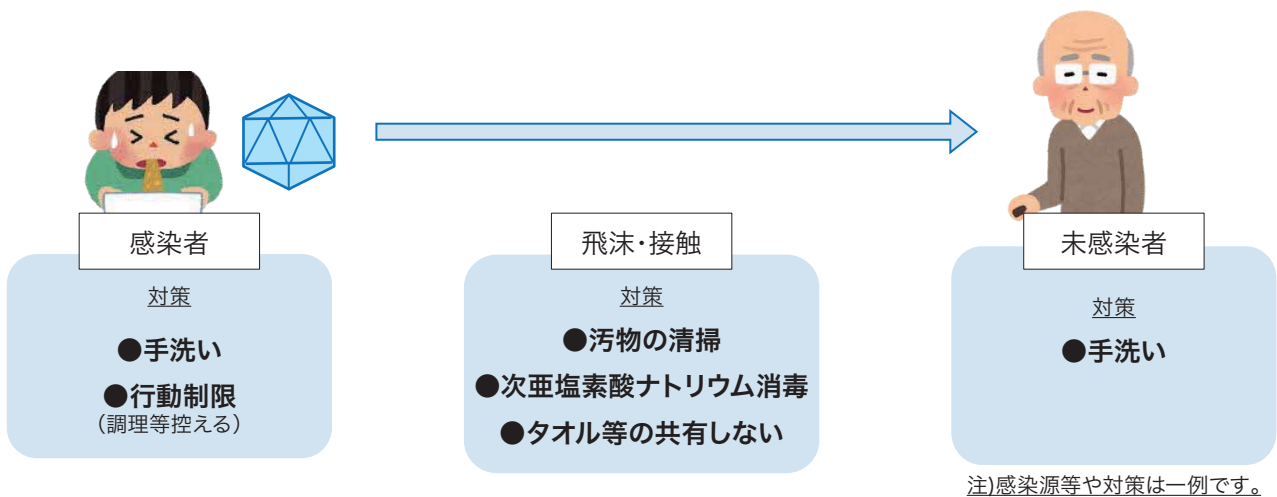 感染者
対策
●手洗い
●行動制限
（調理等控える）
飛沫・接触
対策
●汚物の清掃
●次亜塩素酸ナトリウム消毒
●タオル等の共有しない
未感染者
対策
●手洗い
注)感染源等や対策は一例です。